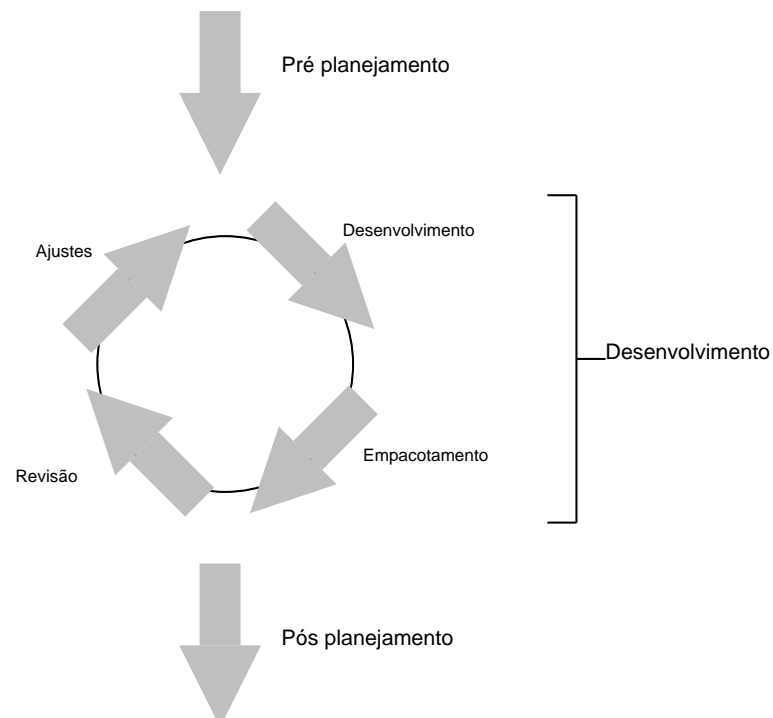 Pré planejamento
Ajustes
Desenvolvimento
Desenvolvimento
Revisão
Empacotamento
Pós planejamento